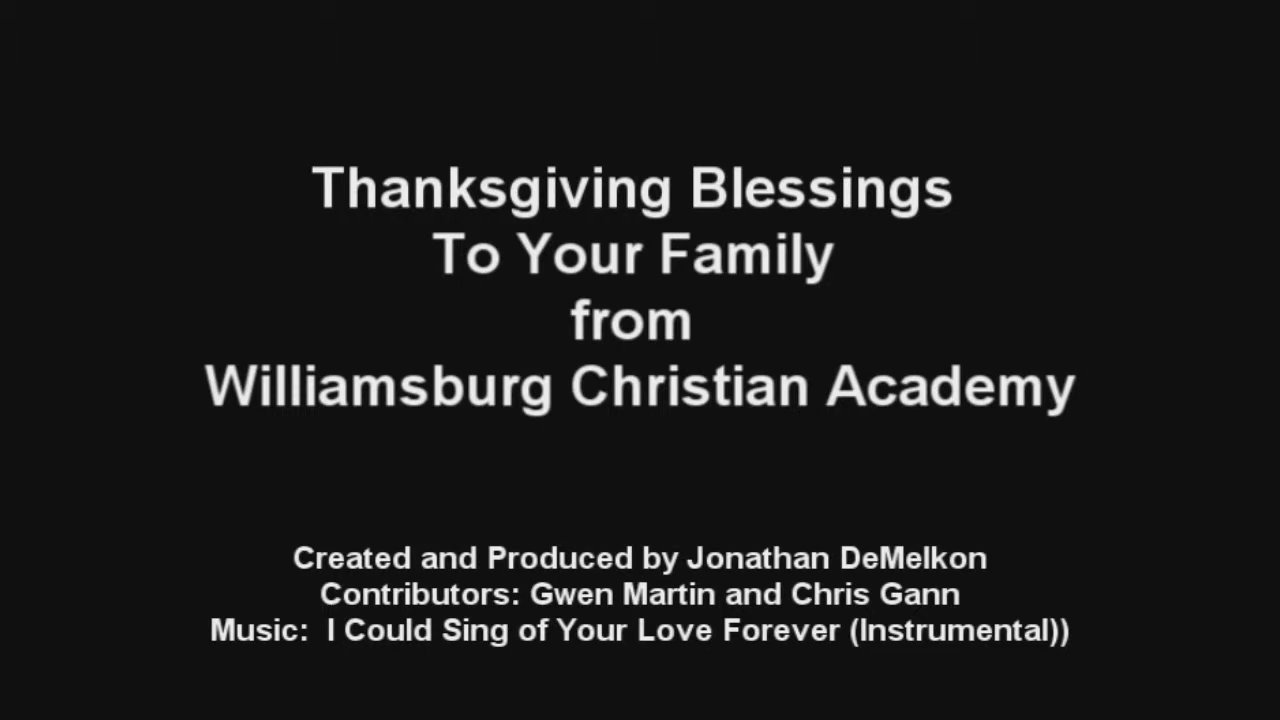 Thanksgiving Blessings
To Your Family
from
Williamsburg Christian Academy
Created and Produced by Jonathan DeMelkon
Contributors: Gwen Martin and Chris Gann
Music:  I Could Sing of Your Love Forever (Instrumental))